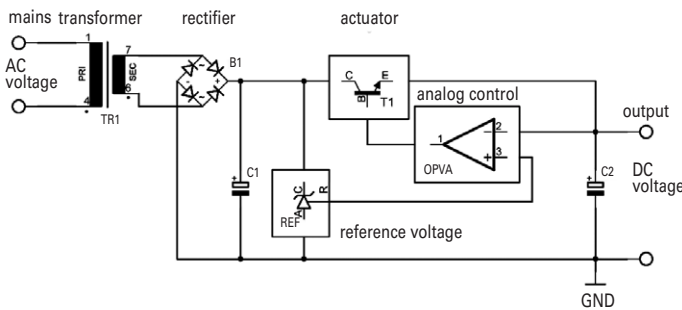 mains transformer rectifier actuator
AC voltage
1
PRI
4
7
SEC
6
TR1
B1
~
~
-
+
C E
B T1
analog control
1
2
3
+
OPVA
output
+ C1
C
A
R
REF
reference voltage
+ C2
DC voltage
GND